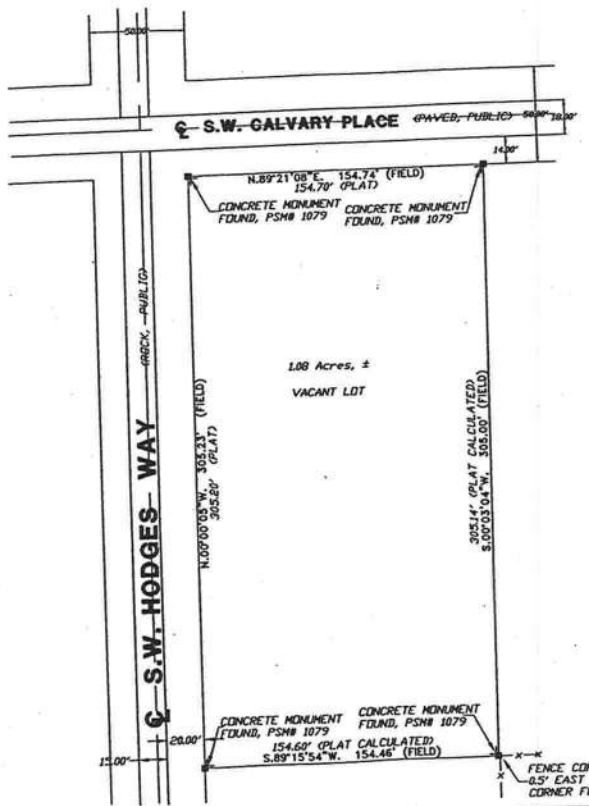 50.00'
℄ S.W. CALVARY PLACE (PAVED, PUBLIC) 50.00' 18.00'
14.00'
N.89°21'08"E. 154.74' (FIELD)
154.70' (PLAT)
CONCRETE MONUMENT
FOUND, PSM# 1079
CONCRETE MONUMENT
FOUND, PSM# 1079
1.08 Acres, ±
VACANT LOT
℄ S.W. HODGES WAY (ROCK, PUBLIC)
N.00°00'05"W. 305.23' (FIELD)
305.20' (PLAT)
305.14' (PLAT CALCULATED)
S.00°03'04"W. 305.00' (FIELD)
CONCRETE MONUMENT
FOUND, PSM# 1079
CONCRETE MONUMENT
FOUND, PSM# 1079
20.00'
15.00'
154.60' (PLAT CALCULATED)
S.89°15'54"W. 154.46' (FIELD)
FENCE CO
0.5' EAST
CORNER F